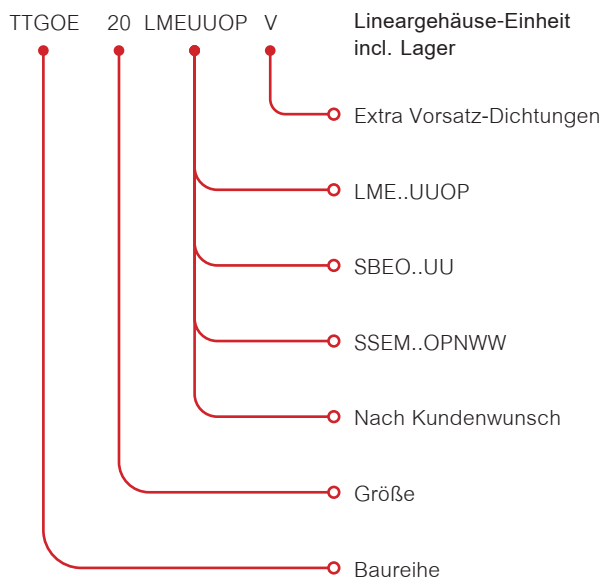 TTGOE 20 LMEUUOP V Lineargehäuse-Einheit
incl. Lager
Extra Vorsatz-Dichtungen
LME..UUOP
SBEO..UU
SSEM..OPNWW
Nach Kundenwunsch
Größe
Baureihe